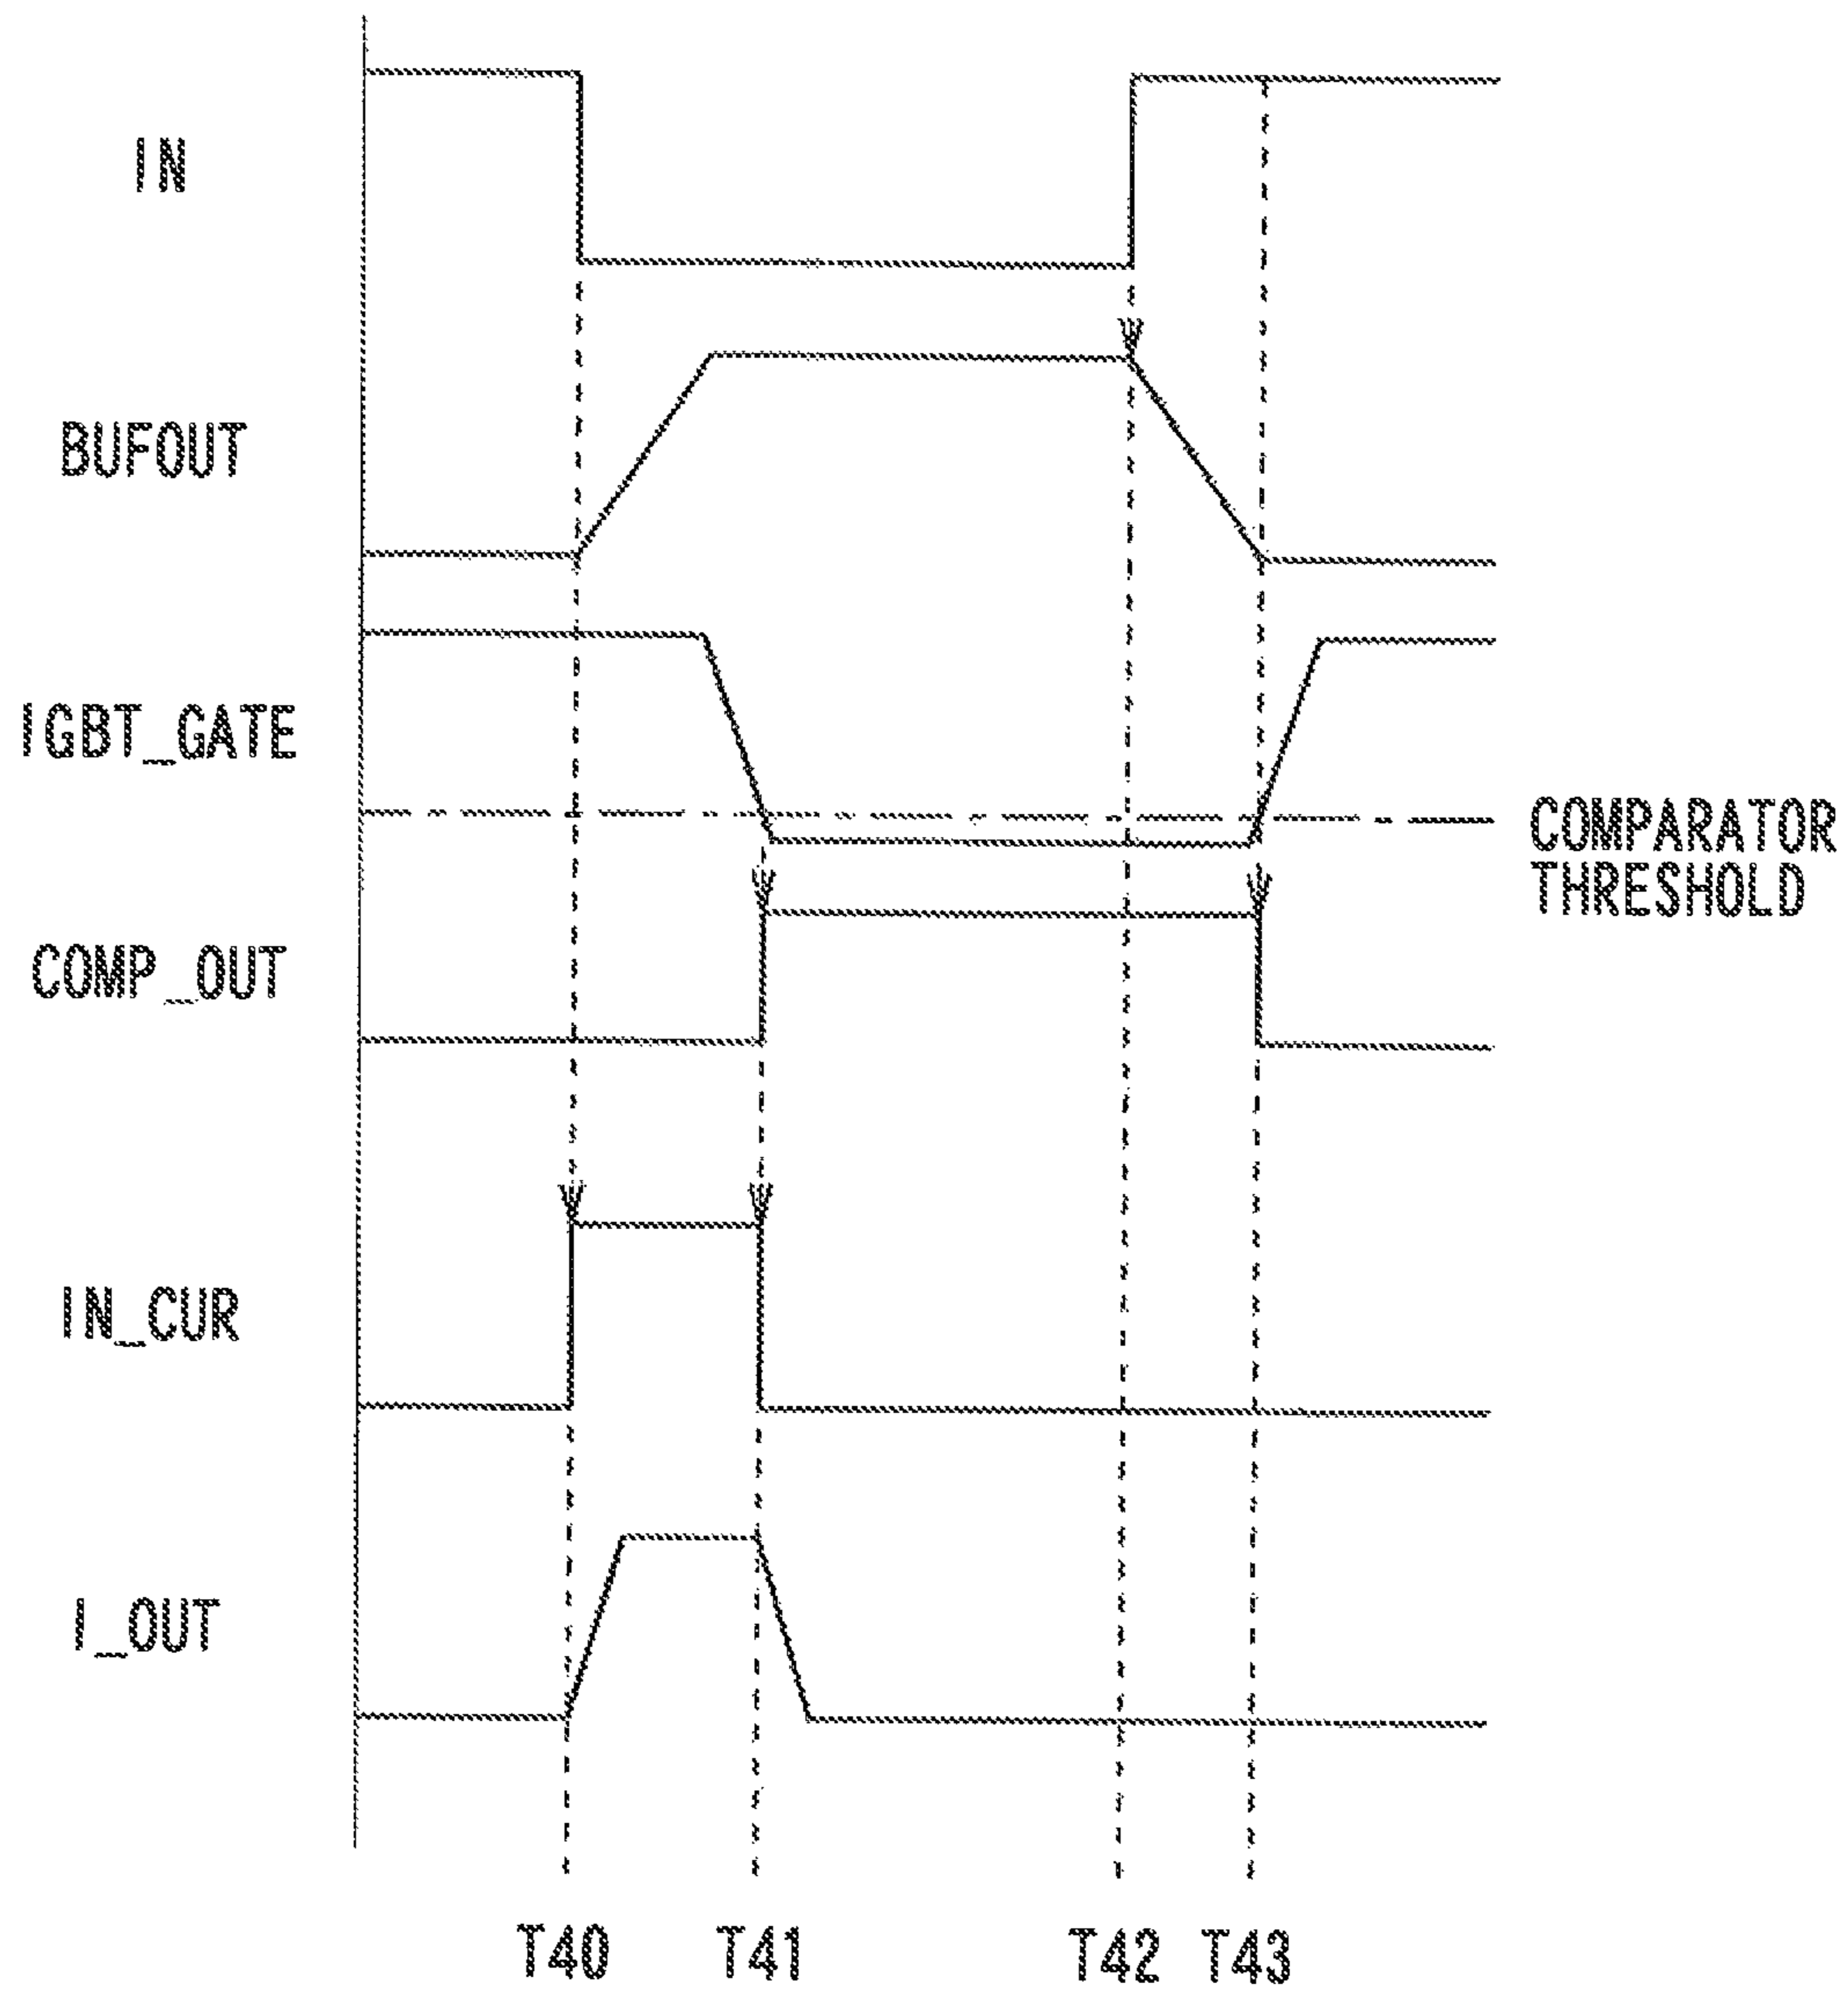 IN
BUFOUT
IGBT_GATE
COMPARATOR
THRESHOLD
COMP_OUT
IN_CUR
I_OUT
T40 T41 T42 T43